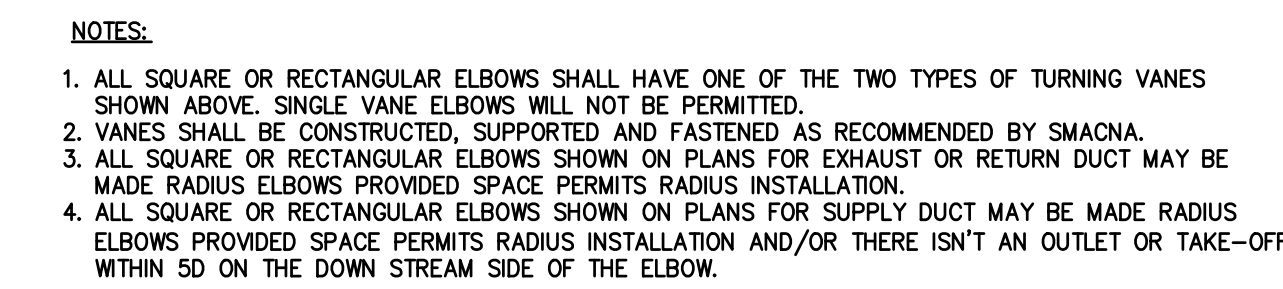 NOTES:
1. ALL SQUARE OR RECTANGULAR ELBOWS SHALL HAVE ONE OF THE TWO TYPES OF TURNING VANES
SHOWN ABOVE. SINGLE VANE ELBOWS WILL NOT BE PERMITTED.
2. VANES SHALL BE CONSTRUCTED, SUPPORTED AND FASTENED AS RECOMMENDED BY SMACNA.
3. ALL SQUARE OR RECTANGULAR ELBOWS SHOWN ON PLANS FOR EXHAUST OR RETURN DUCT MAY BE
MADE RADIUS ELBOWS PROVIDED SPACE PERMITS RADIUS INSTALLATION.
4. ALL SQUARE OR RECTANGULAR ELBOWS SHOWN ON PLANS FOR SUPPLY DUCT MAY BE MADE RADIUS
ELBOWS PROVIDED SPACE PERMITS RADIUS INSTALLATION AND/OR THERE ISN'T AN OUTLET OR TAKE-OFF
WITHIN 5D ON THE DOWN STREAM SIDE OF THE ELBOW.